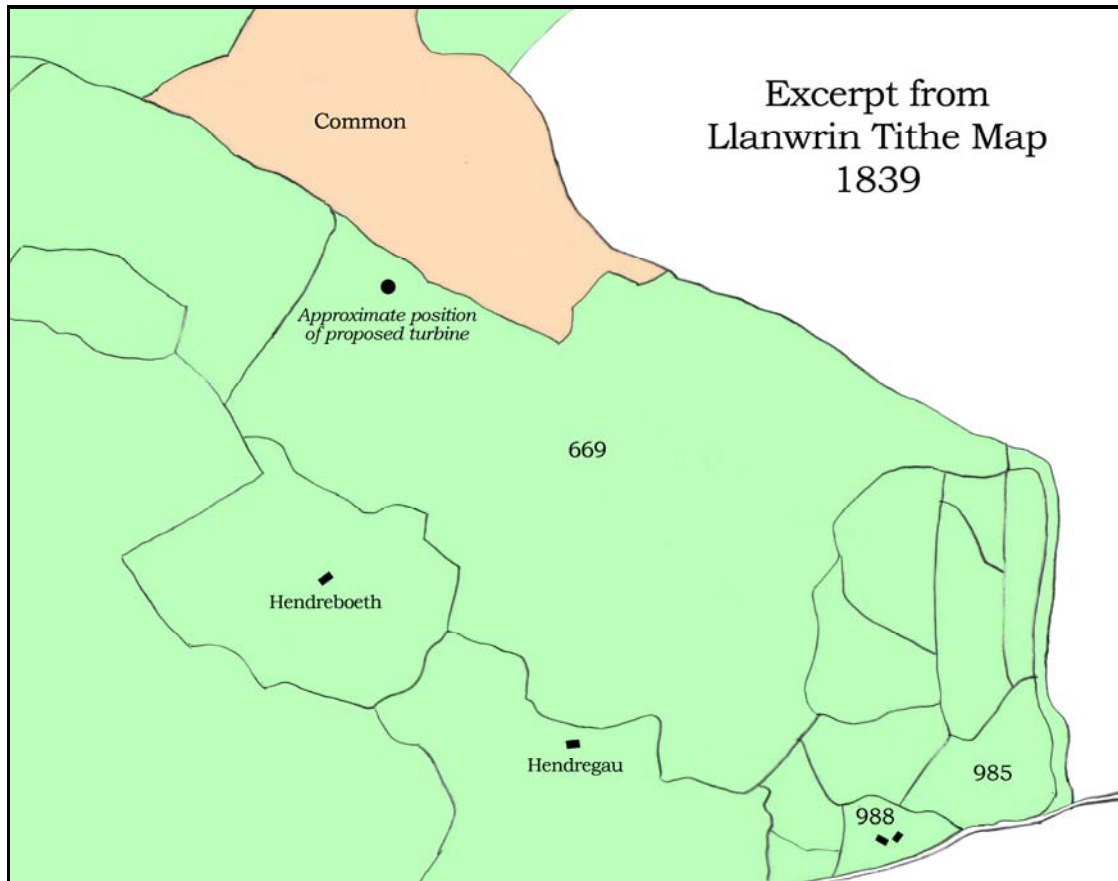 Excerpt from
Llanwrin Tithe Map
1839
Common
Approximate position
of proposed turbine
669
Hendreboeth
Hendregau
985
988